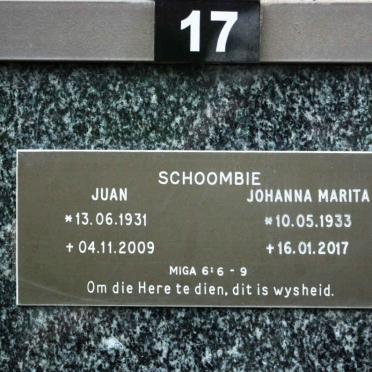 17
SCHOOMBIE
JUAN JOHANNA MARITA
*13.06.1931 *10.05.1933
+04.11.2009 +16.01.2017
MIGA 6:6 - 9
Om die Here te dien, dit is wysheid.